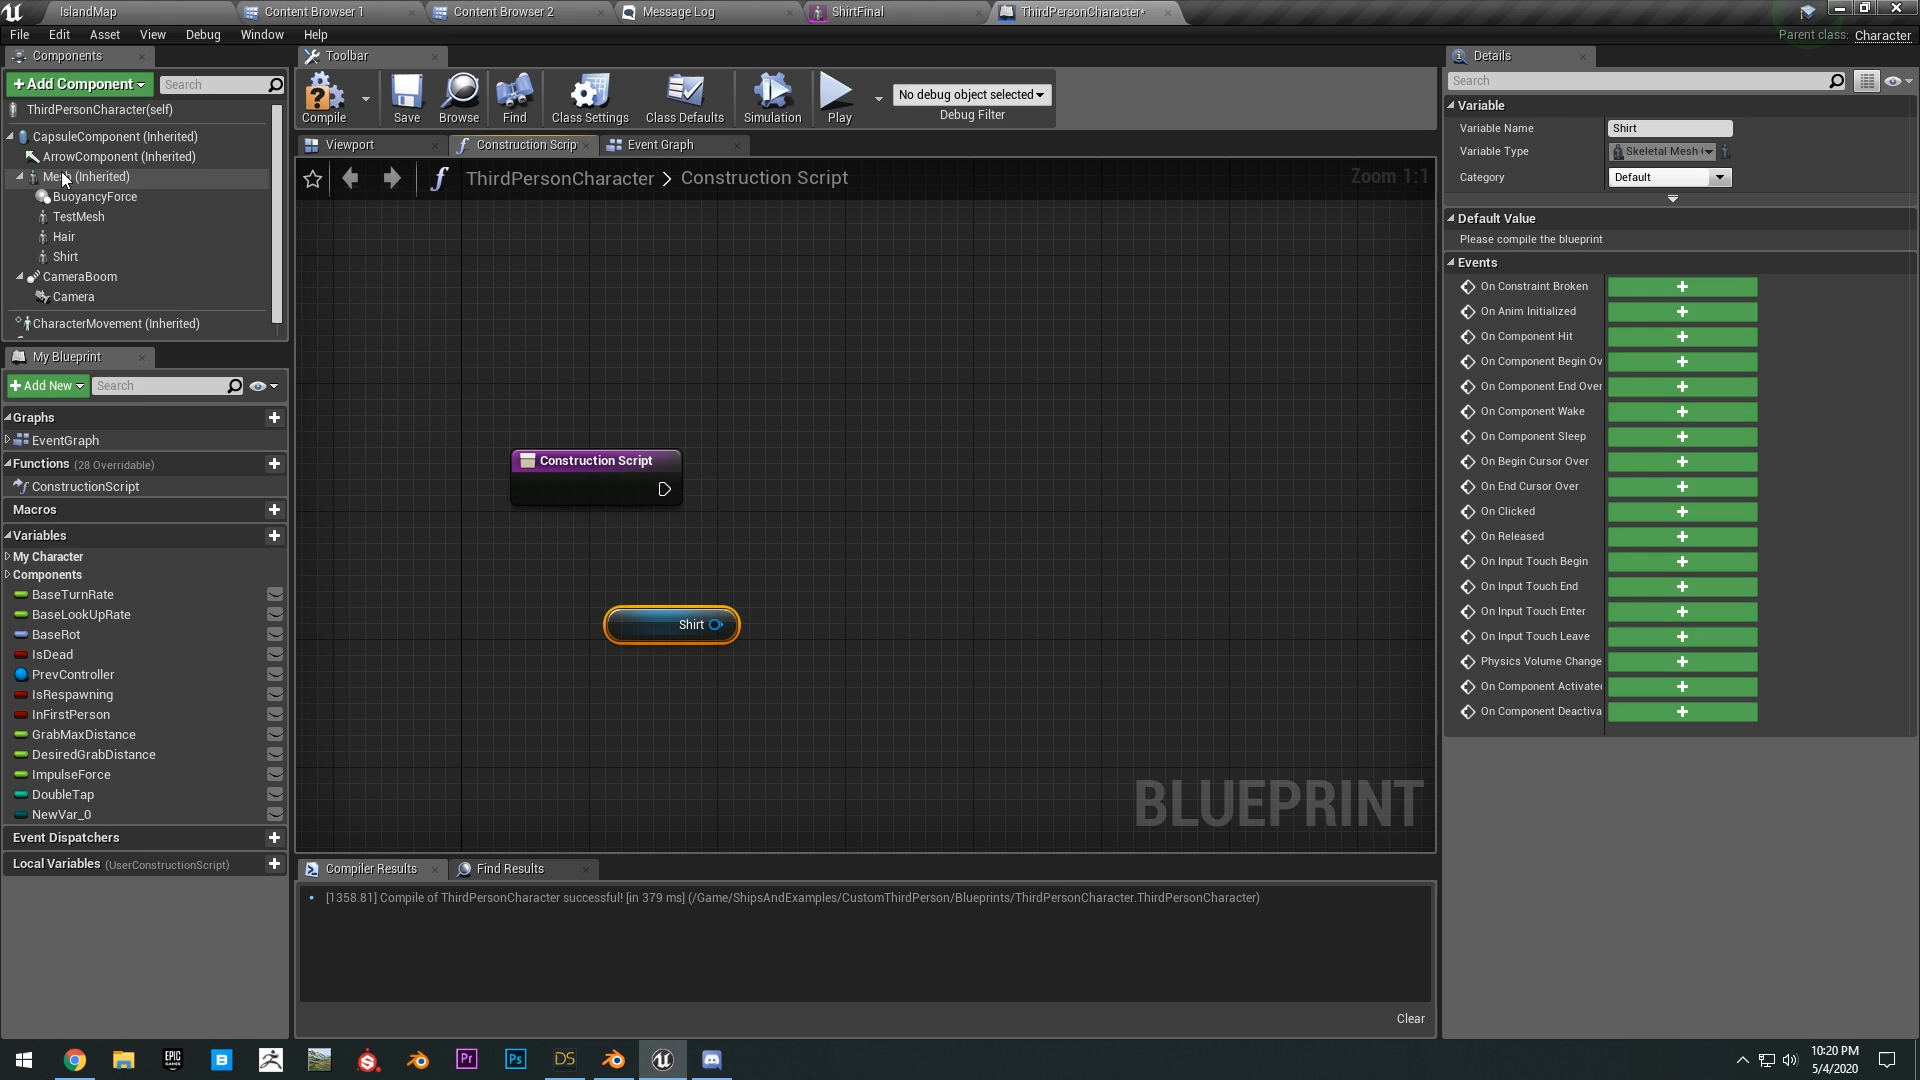 IslandMap
Content Browser 1
Content Browser 2
Message Log
ShirtFinal
ThirdPersonCharacter*
File Edit Asset View Debug Window Help
Parent class: Character
Components
+ Add Component
Search
ThirdPersonCharacter(self)
CapsuleComponent (Inherited)
ArrowComponent (Inherited)
Mesh (Inherited)
BuoyancyForce
TestMesh
Hair
Shirt
CameraBoom
Camera
CharacterMovement (Inherited)
My Blueprint
+ Add New
Search
Graphs
EventGraph
Functions (28 Overridable)
ConstructionScript
Macros
Variables
My Character
Components
BaseTurnRate
BaseLookUpRate
BaseRot
IsDead
PrevController
IsRespawning
InFirstPerson
GrabMaxDistance
DesiredGrabDistance
ImpulseForce
DoubleTap
NewVar_0
Event Dispatchers
Local Variables (UserConstructionScript)
Toolbar
Compile
Save
Browse
Find
Class Settings
Class Defaults
Simulation
Play
No debug object selected
Debug Filter
Viewport
Construction Scrip
Event Graph
ThirdPersonCharacter > Construction Script
Zoom 1:1
Construction Script
Shirt
BLUEPRINT
Compiler Results
Find Results
[1358.81] Compile of ThirdPersonCharacter successful! [in 379 ms] (/Game/ShipsAndExamples/CustomThirdPerson/Blueprints/ThirdPersonCharacter.ThirdPersonCharacter)
Clear
Details
Search
Variable
Variable Name Shirt
Variable Type Skeletal Mesh
Category Default
Default Value
Please compile the blueprint
Events
On Constraint Broken
On Anim Initialized
On Component Hit
On Component Begin Ov
On Component End Over
On Component Wake
On Component Sleep
On Begin Cursor Over
On End Cursor Over
On Clicked
On Released
On Input Touch Begin
On Input Touch End
On Input Touch Enter
On Input Touch Leave
Physics Volume Change
On Component Activated
On Component Deactiva
EPIC GAMES
B
Pr
Ps
DS
10:20 PM
5/4/2020